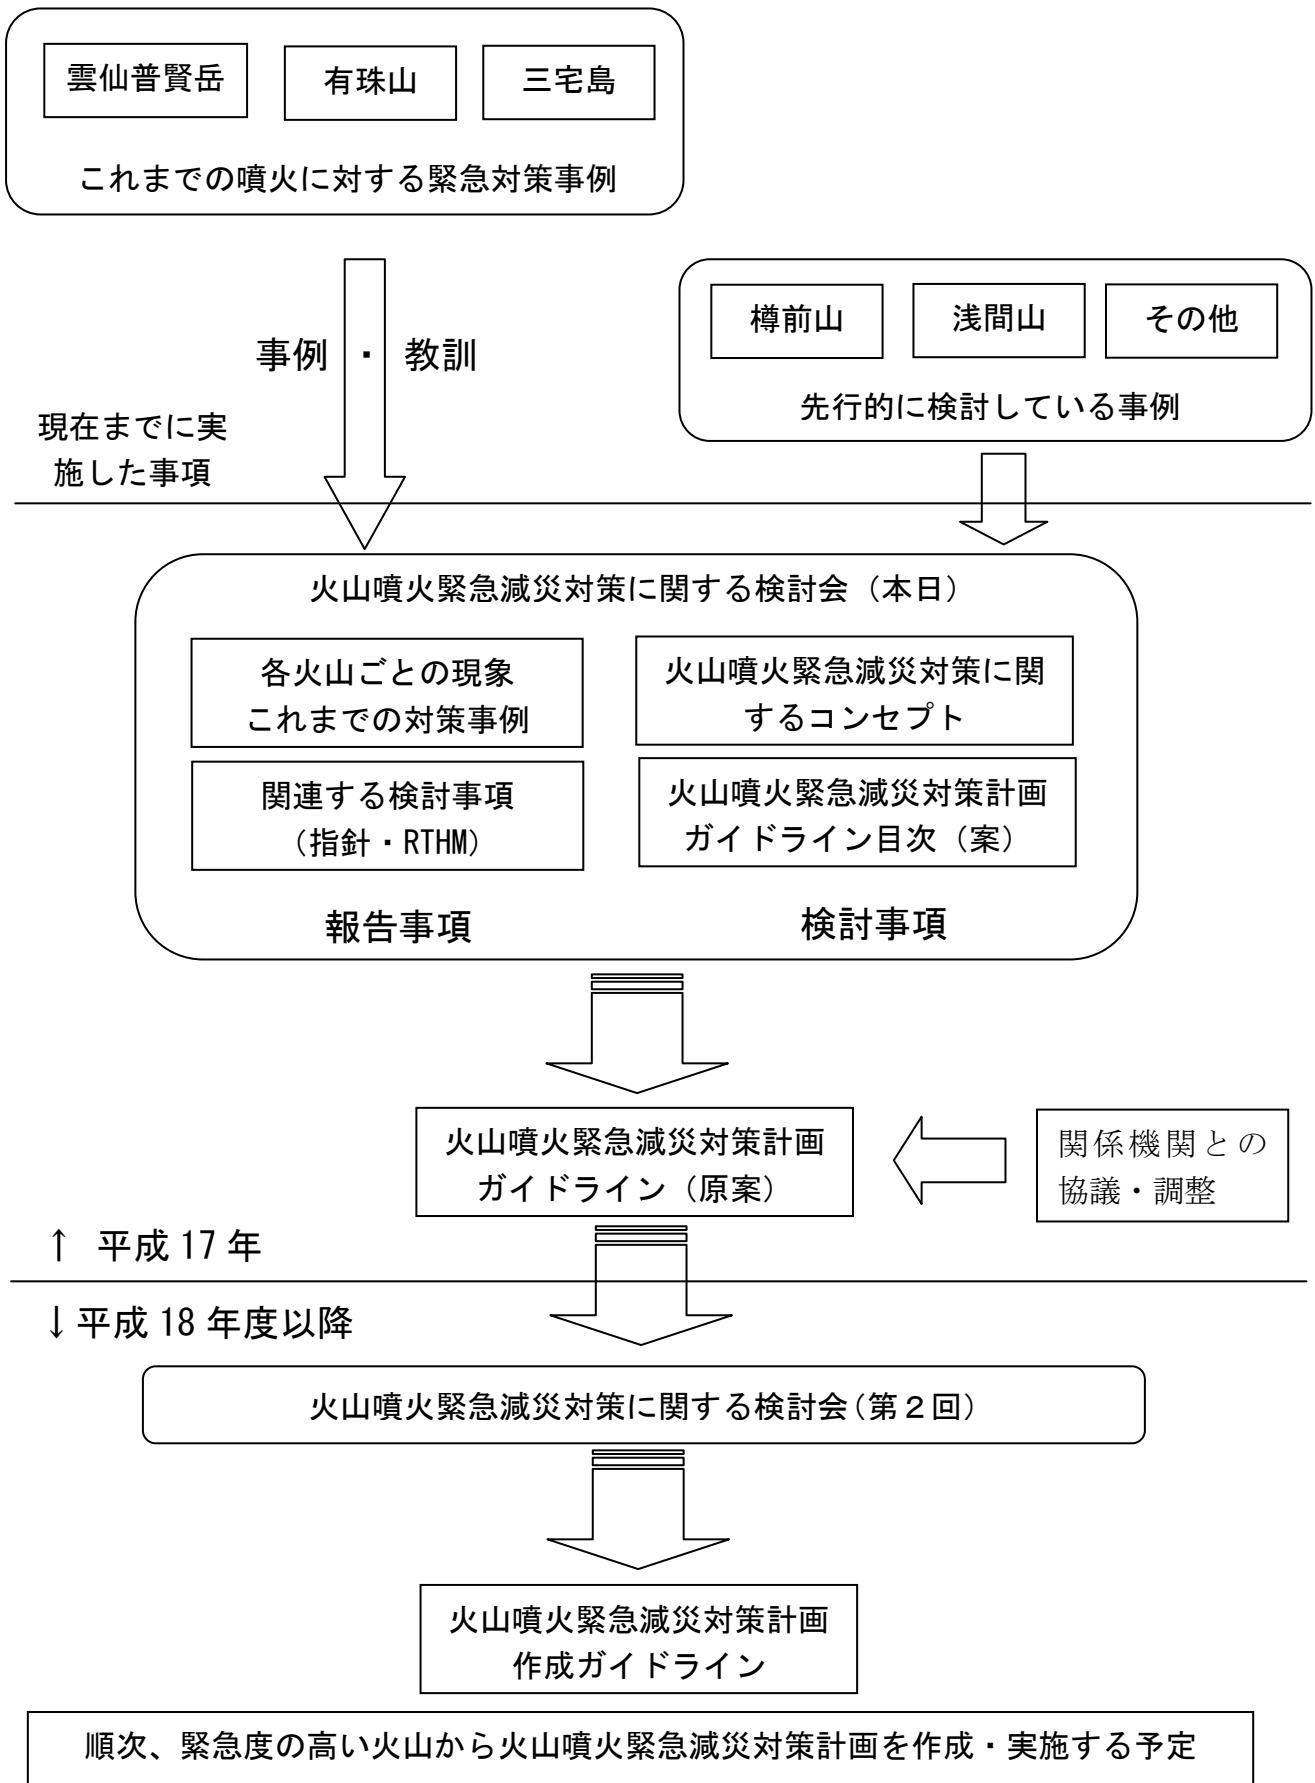 雲仙普賢岳
有珠山
三宅島
これまでの噴火に対する緊急対策事例
樽前山
浅間山
その他
先行的に検討している事例
事例 ・ 教訓
現在までに実
施した事項
火山噴火緊急減災対策に関する検討会（本日）
各火山ごとの現象
これまでの対策事例
火山噴火緊急減災対策に関
するコンセプト
関連する検討事項
（指針・RTHM）
火山噴火緊急減災対策計画
ガイドライン目次（案）
報告事項
検討事項
火山噴火緊急減災対策計画
ガイドライン（原案）
関係機関との
協議・調整
↑ 平成 17 年
↓平成 18 年度以降
火山噴火緊急減災対策に関する検討会（第２回）
火山噴火緊急減災対策計画
作成ガイドライン
順次、緊急度の高い火山から火山噴火緊急減災対策計画を作成・実施する予定